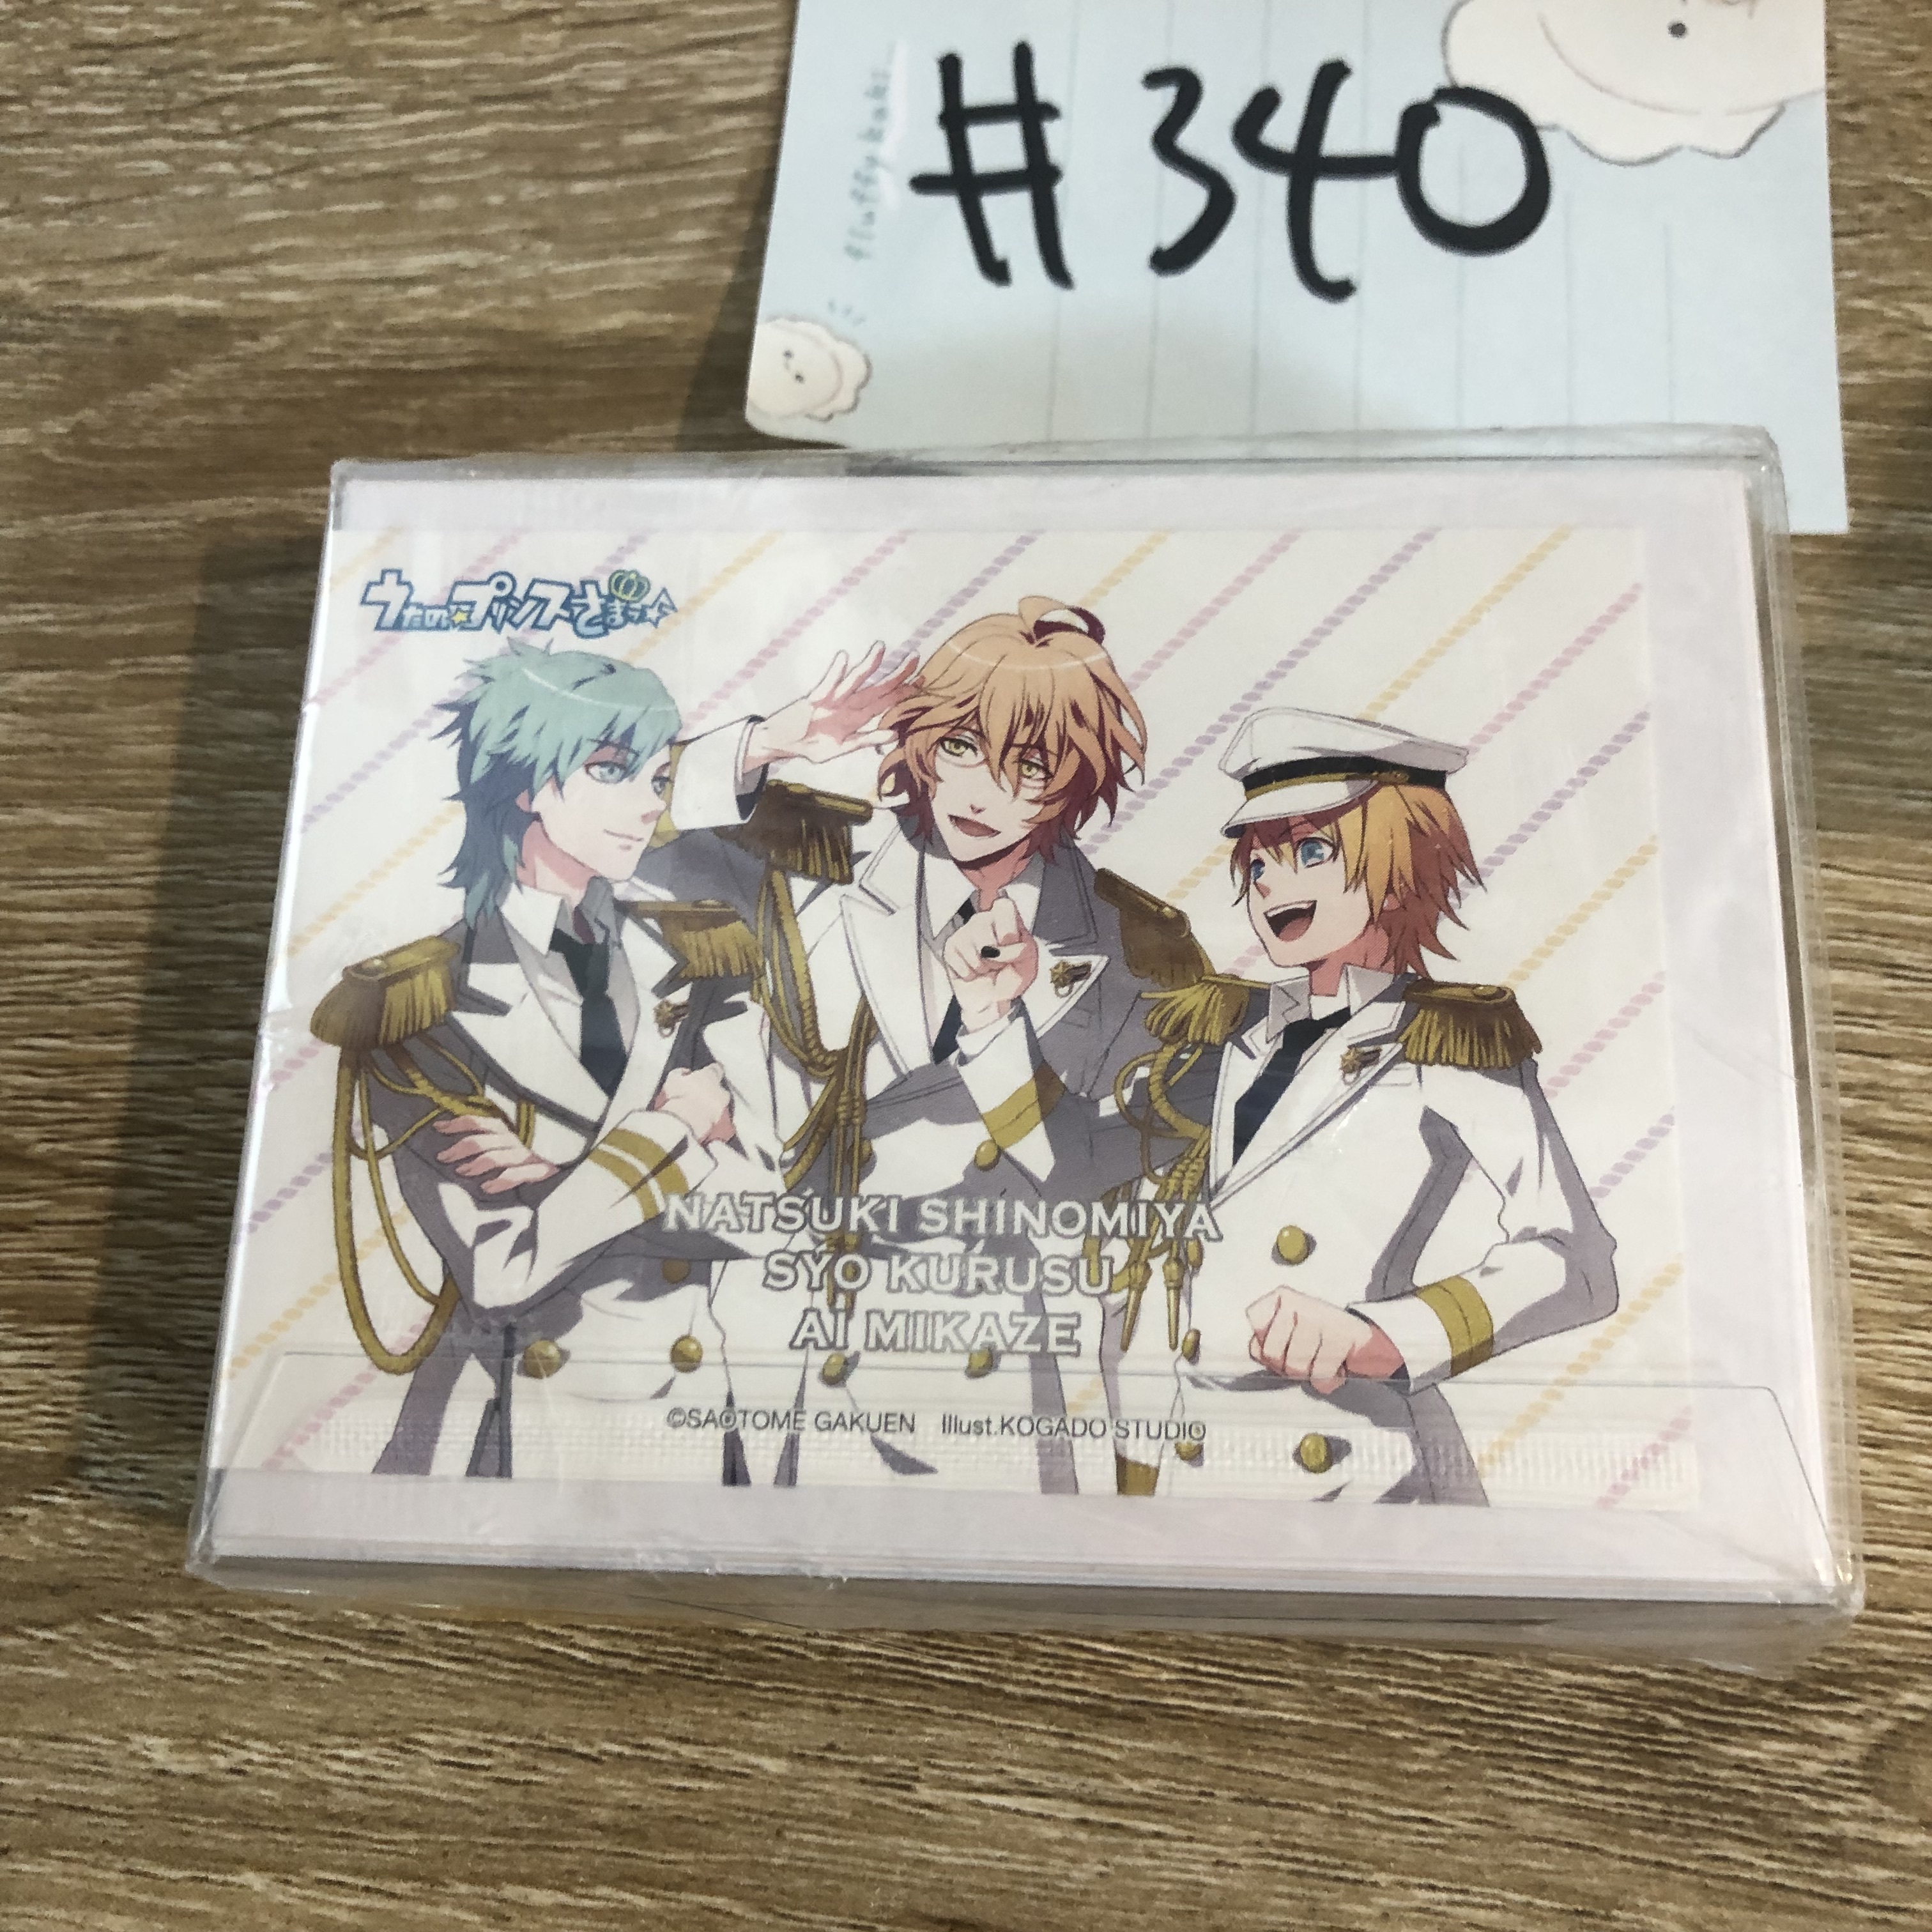 #340
fluffy kaki
うたの☆プリンスさまっ♪
NATSUKI SHINOMIYA
SYO KURUSU
AI MIKAZE
©SAOTOME GAKUEN Illust.KOGADO STUDIO